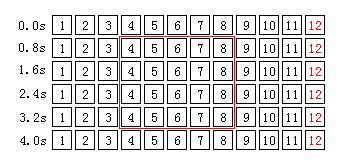 0.0s 1 2 3 4 5 6 7 8 9 10 11 12
0.8s 1 2 3 4 5 6 7 8 9 10 11 12
1.6s 1 2 3 4 5 6 7 8 9 10 11 12
2.4s 1 2 3 4 5 6 7 8 9 10 11 12
3.2s 1 2 3 4 5 6 7 8 9 10 11 12
4.0s 1 2 3 4 5 6 7 8 9 10 11 12